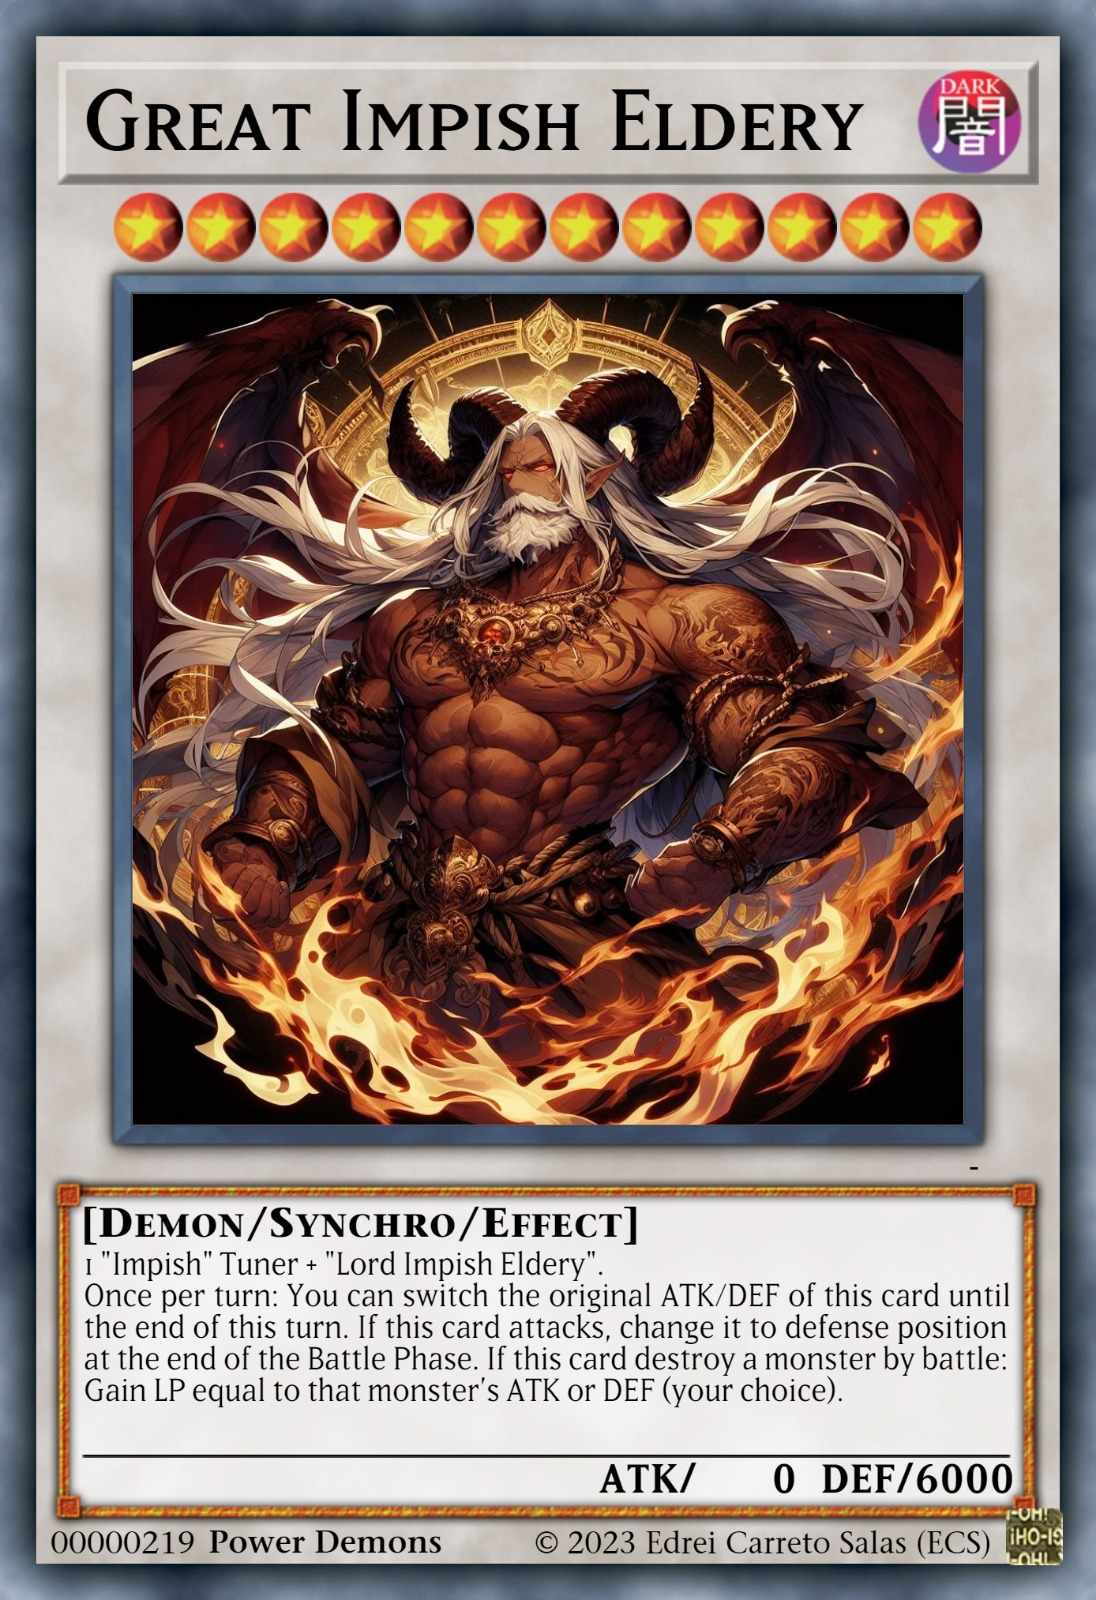 Great Impish Eldery
DARK
闇
-
[Demon/Synchro/Effect]
1 "Impish" Tuner + "Lord Impish Eldery".
Once per turn: You can switch the original ATK/DEF of this card until
the end of this turn. If this card attacks, change it to defense position
at the end of the Battle Phase. If this card destroy a monster by battle:
Gain LP equal to that monster's ATK or DEF (your choice).
ATK/ 0 DEF/6000
00000219 Power Demons © 2023 Edrei Carreto Salas (ECS)